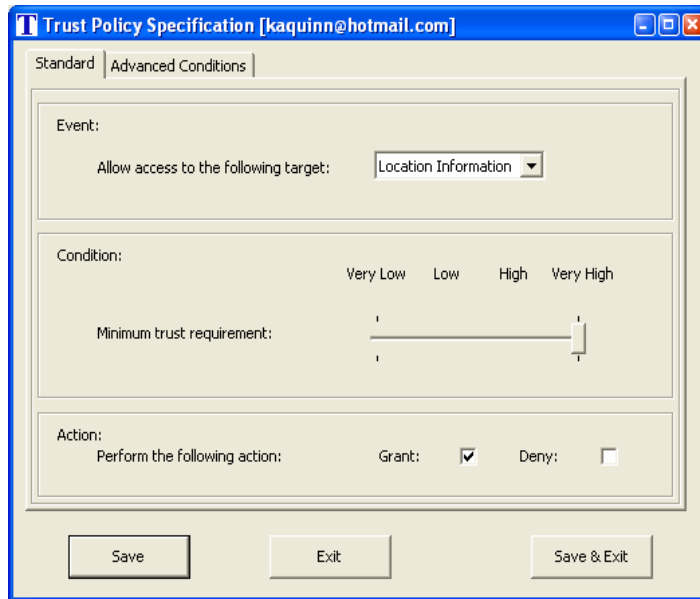 T Trust Policy Specification [kaquinn@hotmail.com]
Standard Advanced Conditions
Event:
Allow access to the following target: Location Information
Condition:
Very Low Low High Very High
Minimum trust requirement:
Action:
Perform the following action: Grant: Deny:
Save Exit Save & Exit